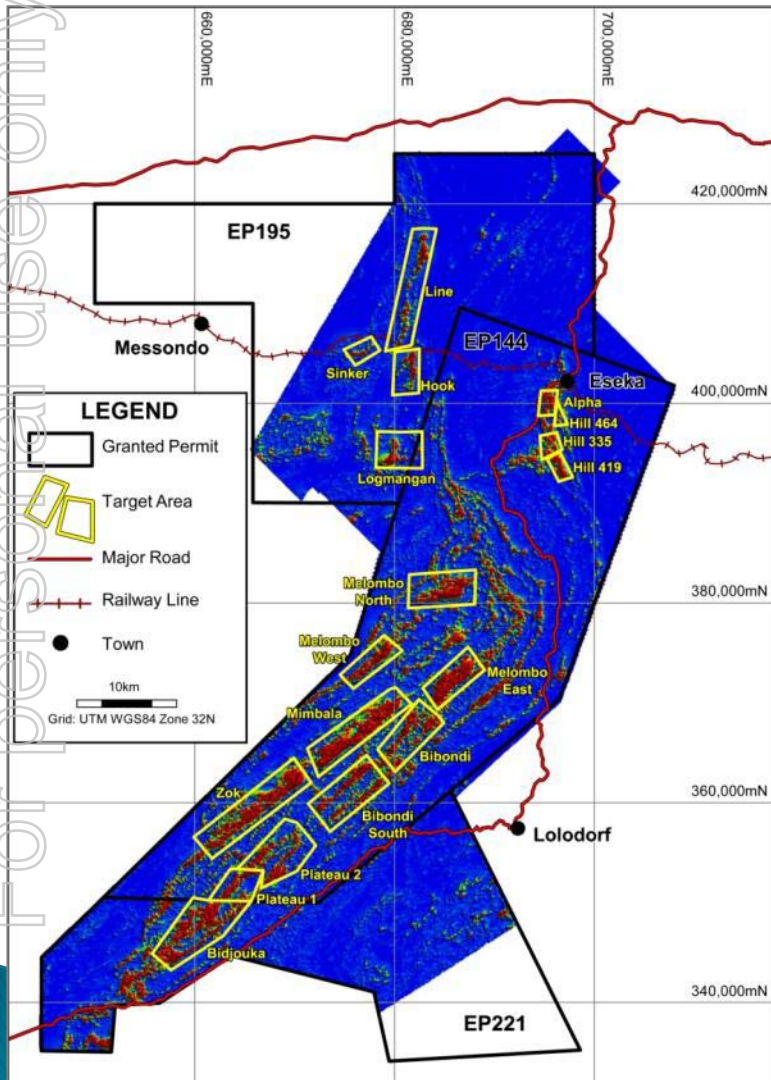 For personal use only
660,000mE
680,000mE
700,000mE
420,000mN
EP195
Line
Messondo
EP144
Sinker
Hook
Eseka
400,000mN
Alpha
Hill 464
Hill 335
Hill 419
Logmangan
LEGEND
Granted Permit
Target Area
Major Road
Railway Line
Town
10km
Grid: UTM WGS84 Zone 32N
Melombo
North
380,000mN
Melombo
West
Melombo
East
Mimbala
Bibondi
Zok
360,000mN
Bibondi
South
Lolodorf
Plateau 2
Plateau 1
Bidjouka
340,000mN
EP221